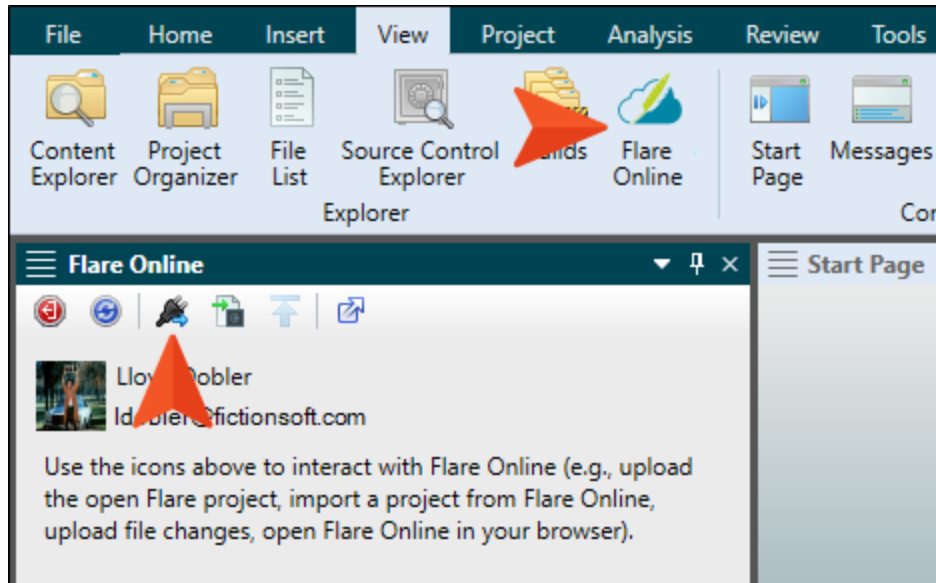 File Home Insert View Project Analysis Review Tools
Content Project File Source Control Flare Start Messages
Explorer Organizer List Explorer Online Page
Explorer
Flare Online
Start Page
Use the icons above to interact with Flare Online (e.g., upload
the open Flare project, import a project from Flare Online,
upload file changes, open Flare Online in your browser).